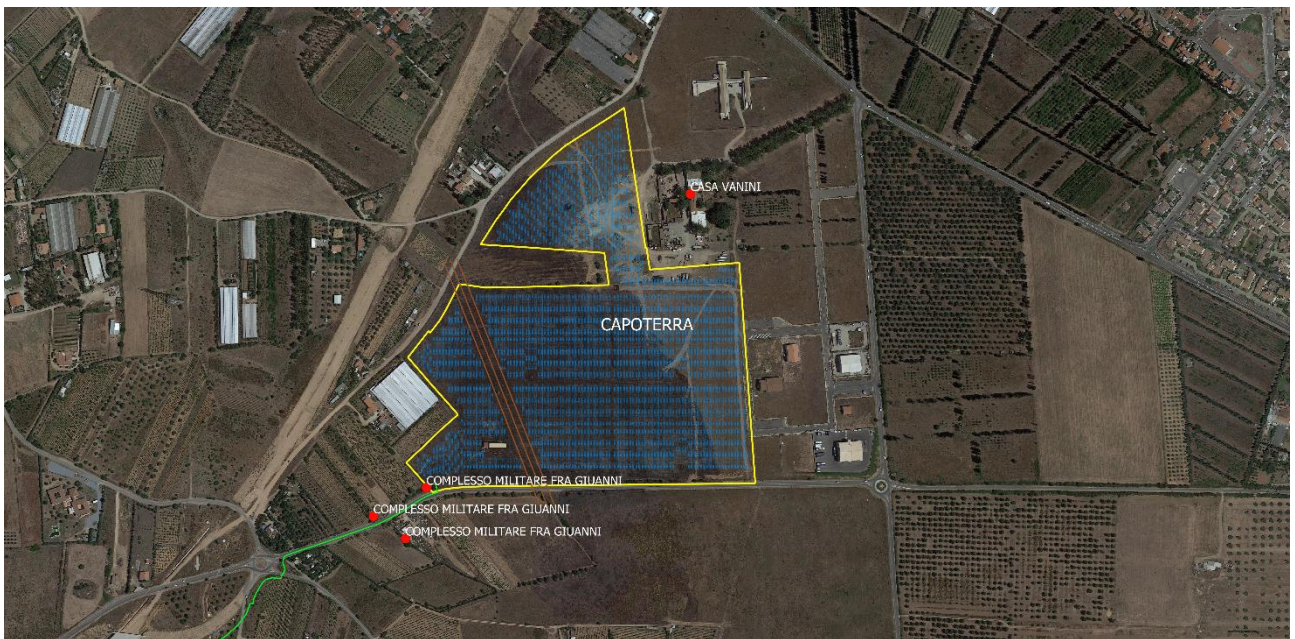 CASA VANINI
CAPOTERRA
COMPLESSO MILITARE FRA GIUANNI
COMPLESSO MILITARE FRA GIUANNI
COMPLESSO MILITARE FRA GIUANNI